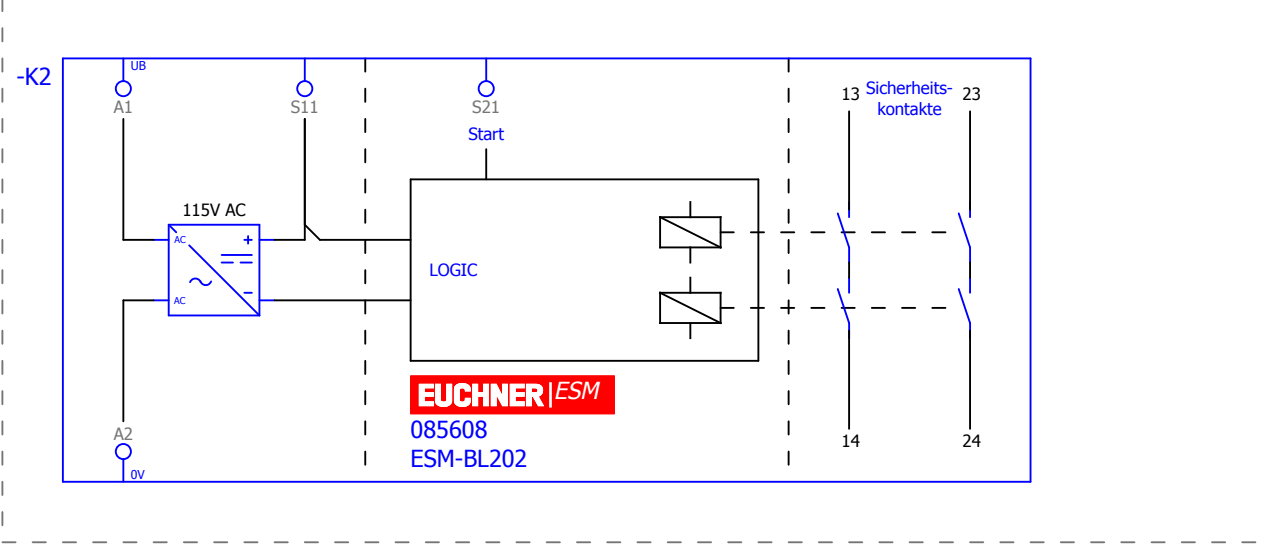 -K2
UB
A1
S11
S21
Start
13
Sicherheits-
kontakte
23
115V AC
AC
+
AC
−
LOGIC
EUCHNER|ESM
085608
ESM-BL202
A2
0V
14
24